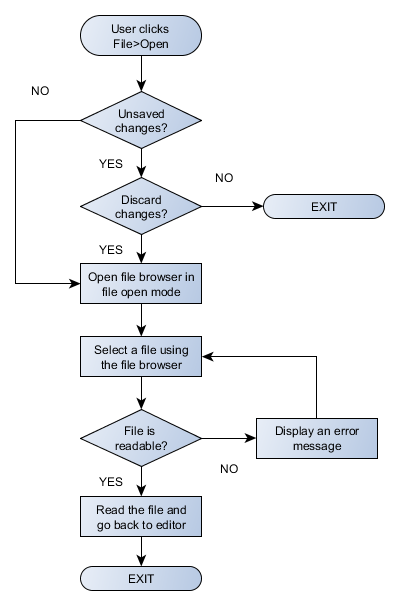 User clicks
File>Open
NO
Unsaved
changes?
YES
NO
Discard
changes?
EXIT
YES
Open file browser in
file open mode
Select a file using
the file browser
File is
readable?
Display an error
message
NO
YES
Read the file and
go back to editor
EXIT